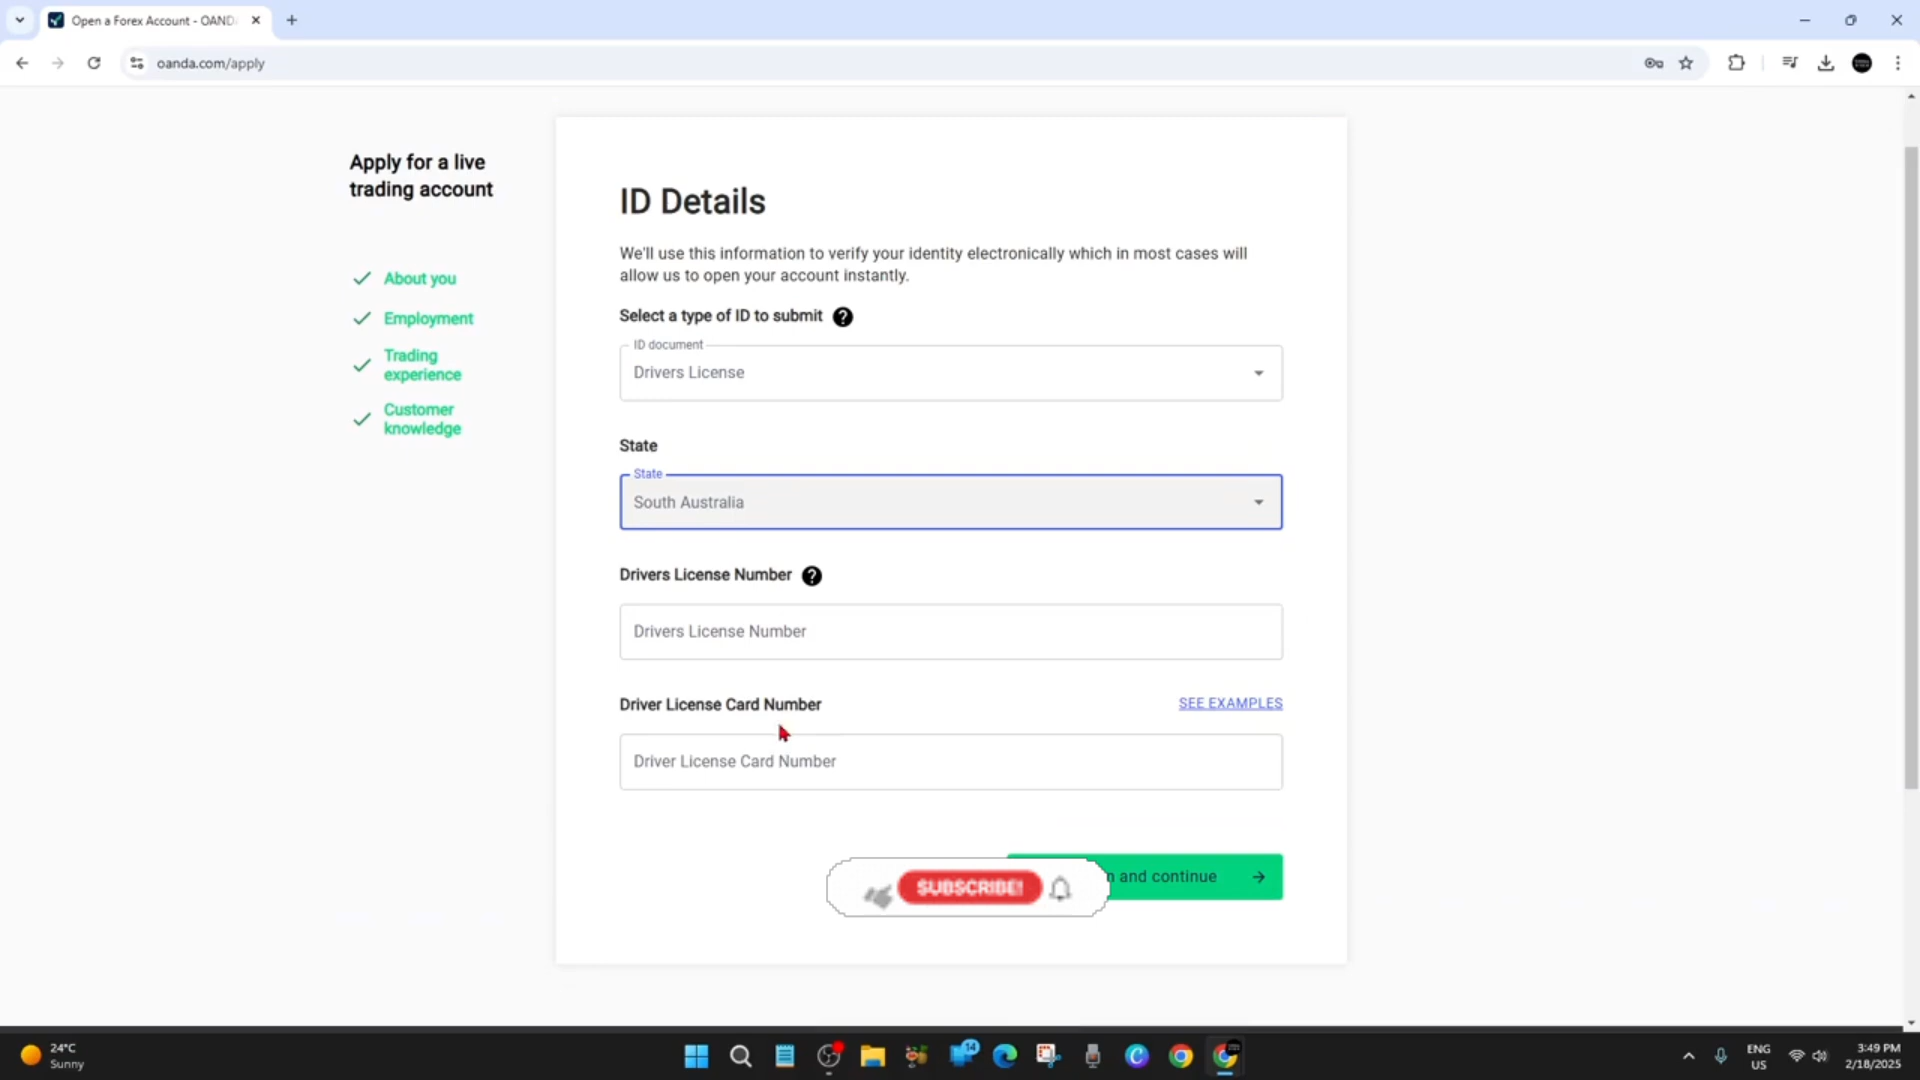 Open a Forex Account - OAND
oanda.com/apply
Apply for a live
trading account
About you
Employment
Trading
experience
Customer
knowledge
ID Details
We'll use this information to verify your identity electronically which in most cases will
allow us to open your account instantly.
Select a type of ID to submit ?
ID document
Drivers License
State
State
South Australia
Drivers License Number ?
Drivers License Number
Driver License Card Number
SEE EXAMPLES
Driver License Card Number
and continue
SUBSCRIBE!
24°C
Sunny
14
ENG
US
3:49 PM
2/18/2025